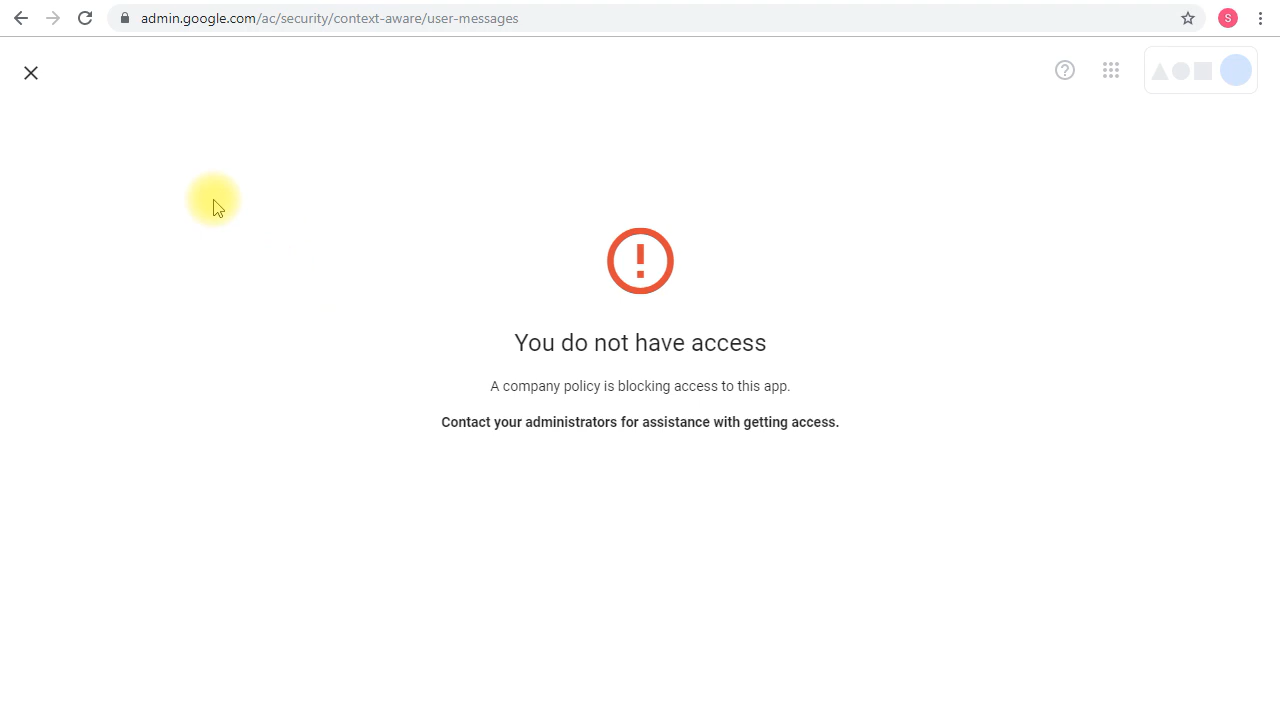 admin.google.com/ac/security/context-aware/user-messages
S
You do not have access
A company policy is blocking access to this app.
Contact your administrators for assistance with getting access.